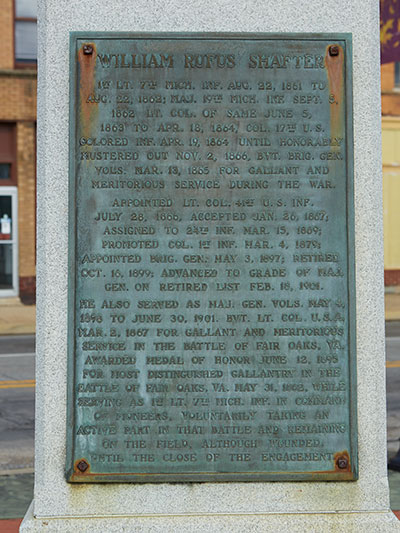 WILLIAM RUFUS SHAFTER
1ST LT. 7TH MICH. INF. AUG. 22, 1861 TO
AUG. 22, 1862; MAJ. 19TH MICH. INF. SEPT. 5,
1862 LT. COL. OF SAME JUNE 5,
1863 TO APR. 18, 1864, COL. 17TH U.S.
COLORED INF. APR. 19, 1864 UNTIL HONORABLY
MUSTERED OUT NOV. 2, 1866, BVT. BRIG. GEN.
VOLS. MAR. 13, 1865 FOR GALLANT AND
MERITORIOUS SERVICE DURING THE WAR.
APPOINTED LT. COL. 41ST U.S. INF.
JULY 28, 1866, ACCEPTED JAN. 26, 1867;
ASSIGNED TO 24TH INF. MAR. 15, 1869;
PROMOTED COL. 1ST INF. MAR. 4, 1879;
APPOINTED BRIG. GEN. MAY 3, 1897; RETIRED
OCT. 16, 1899; ADVANCED TO GRADE OF MAJ.
GEN. ON RETIRED LIST FEB. 18, 1901.
HE ALSO SERVED AS MAJ. GEN. VOLS. MAY 4,
1898 TO JUNE 30, 1901. BVT. LT. COL. U.S.A.
MAR. 2, 1867 FOR GALLANT AND MERITORIOUS
SERVICE IN THE BATTLE OF FAIR OAKS, VA.
AWARDED MEDAL OF HONOR JUNE 12, 1895
FOR MOST DISTINGUISHED GALLANTRY IN THE
BATTLE OF FAIR OAKS, VA. MAY 31, 1862, WHILE
SERVING AS 1ST LT. 7TH MICH. INF. IN COMMAND
OF PIONEERS, VOLUNTARILY TAKING AN
ACTIVE PART IN THAT BATTLE AND REMAINING
ON THE FIELD, ALTHOUGH WOUNDED,
UNTIL THE CLOSE OF THE ENGAGEMENT.